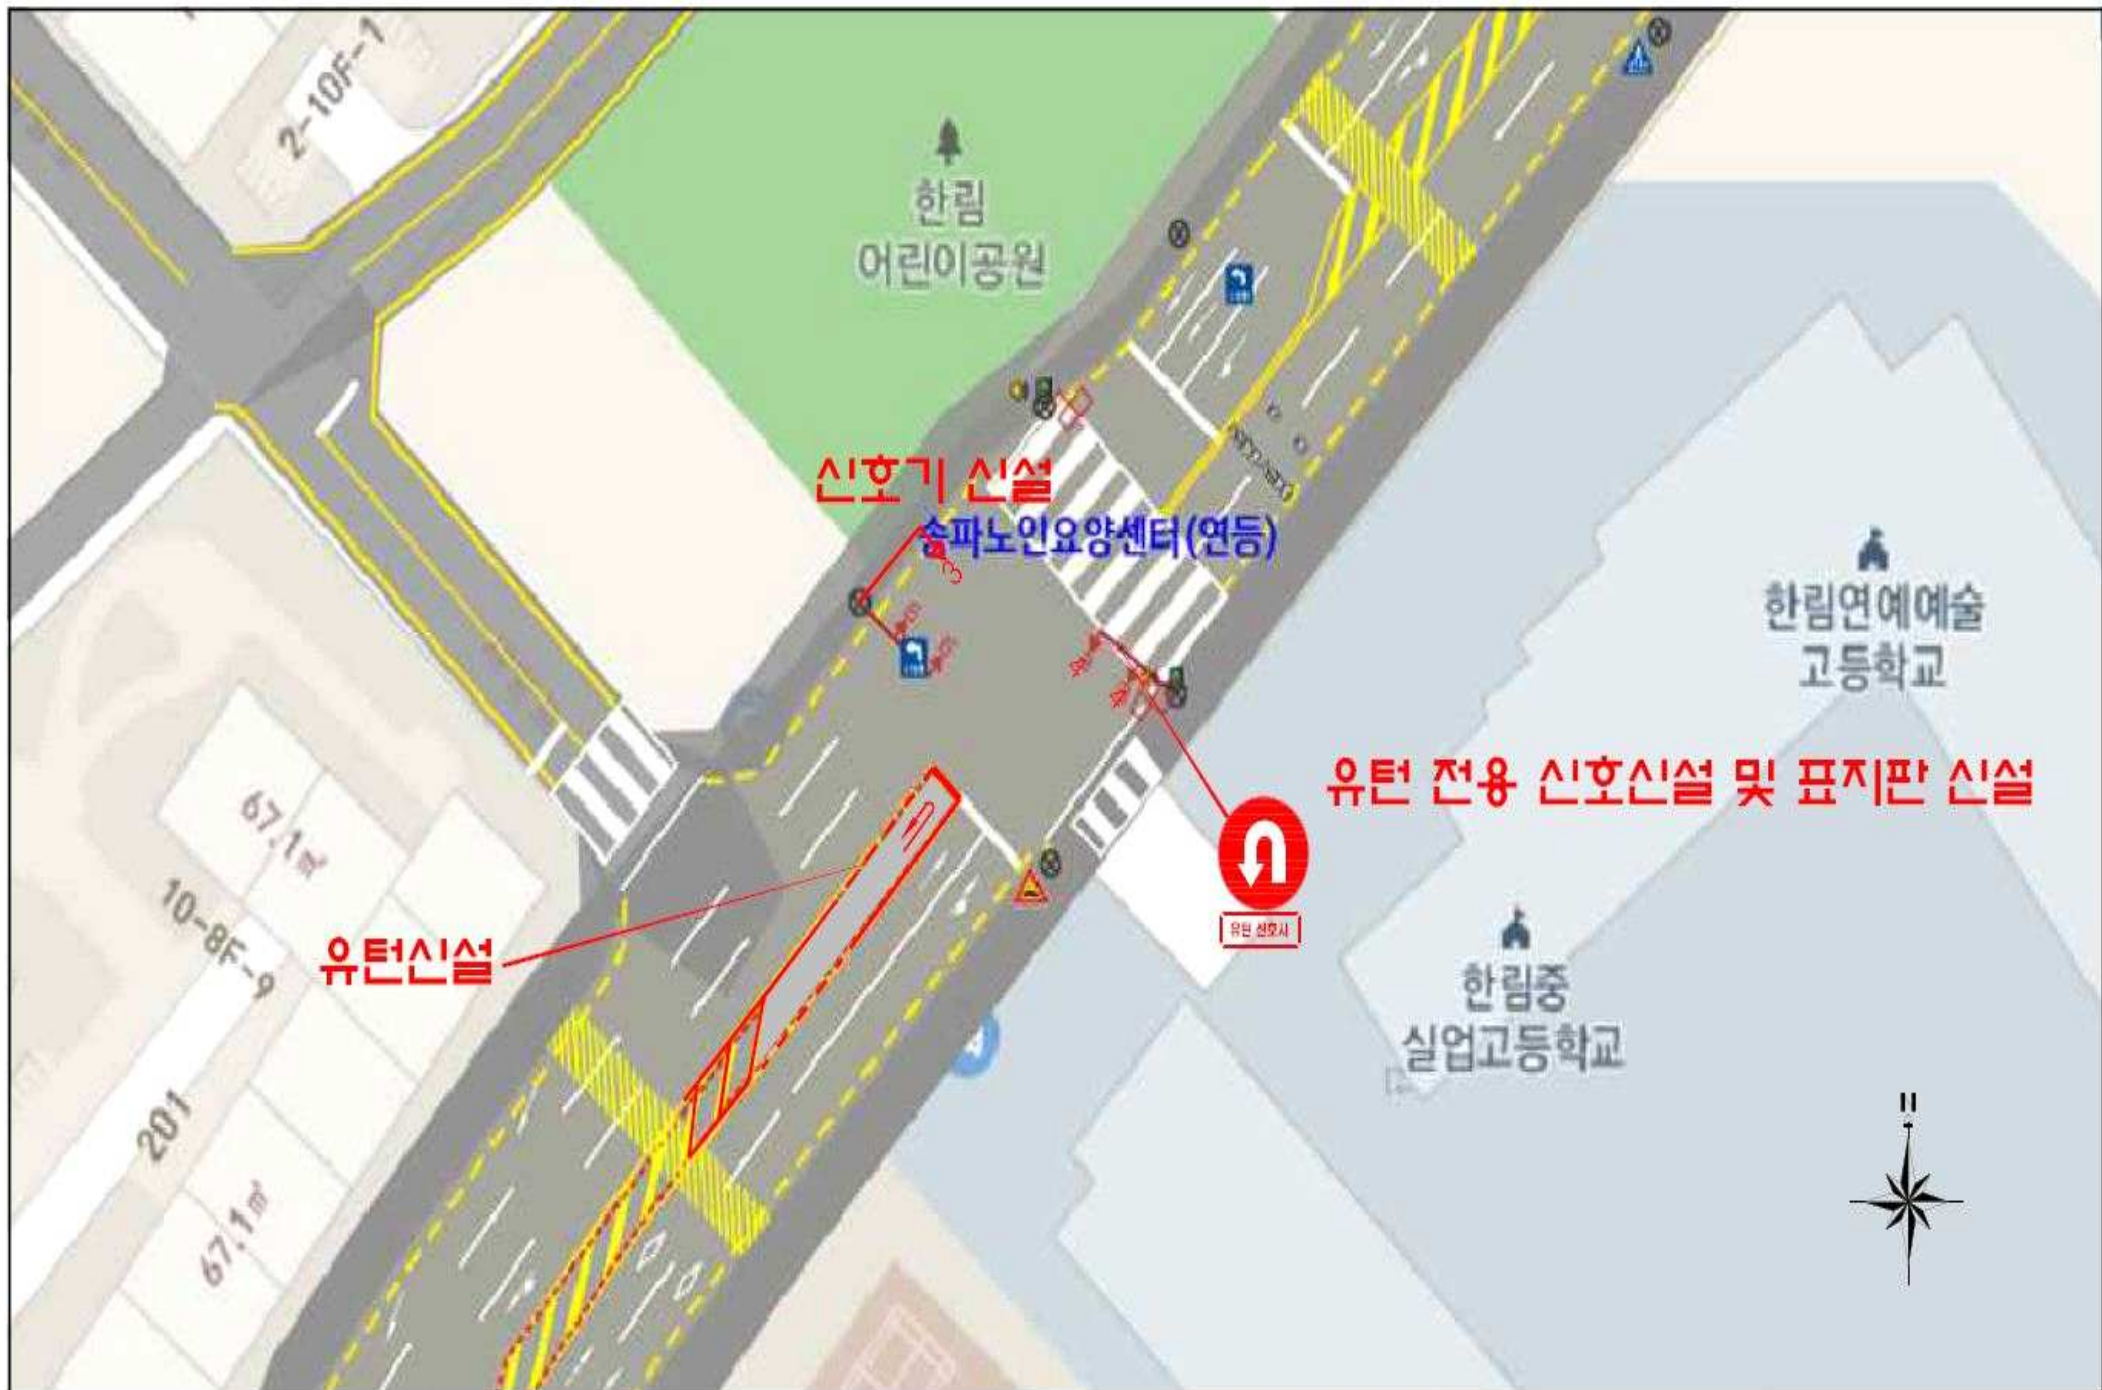 2-10F-1
한림
어린이공원
신호기 신설
송파노인요양센터(연등)
3
한림연예예술
고등학교
유턴 전용 신호신설 및 표지판 신설
67.1㎡
10-8F-9
유턴신설
유턴 신호시
한림중
실업고등학교
201
67.1㎡